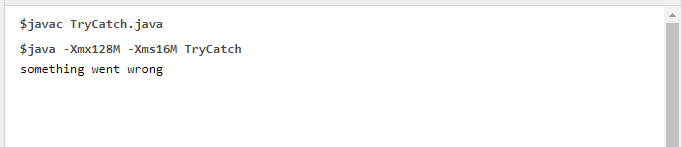 $javac TryCatch.java
$java -Xmx128M -Xms16M TryCatch
something went wrong